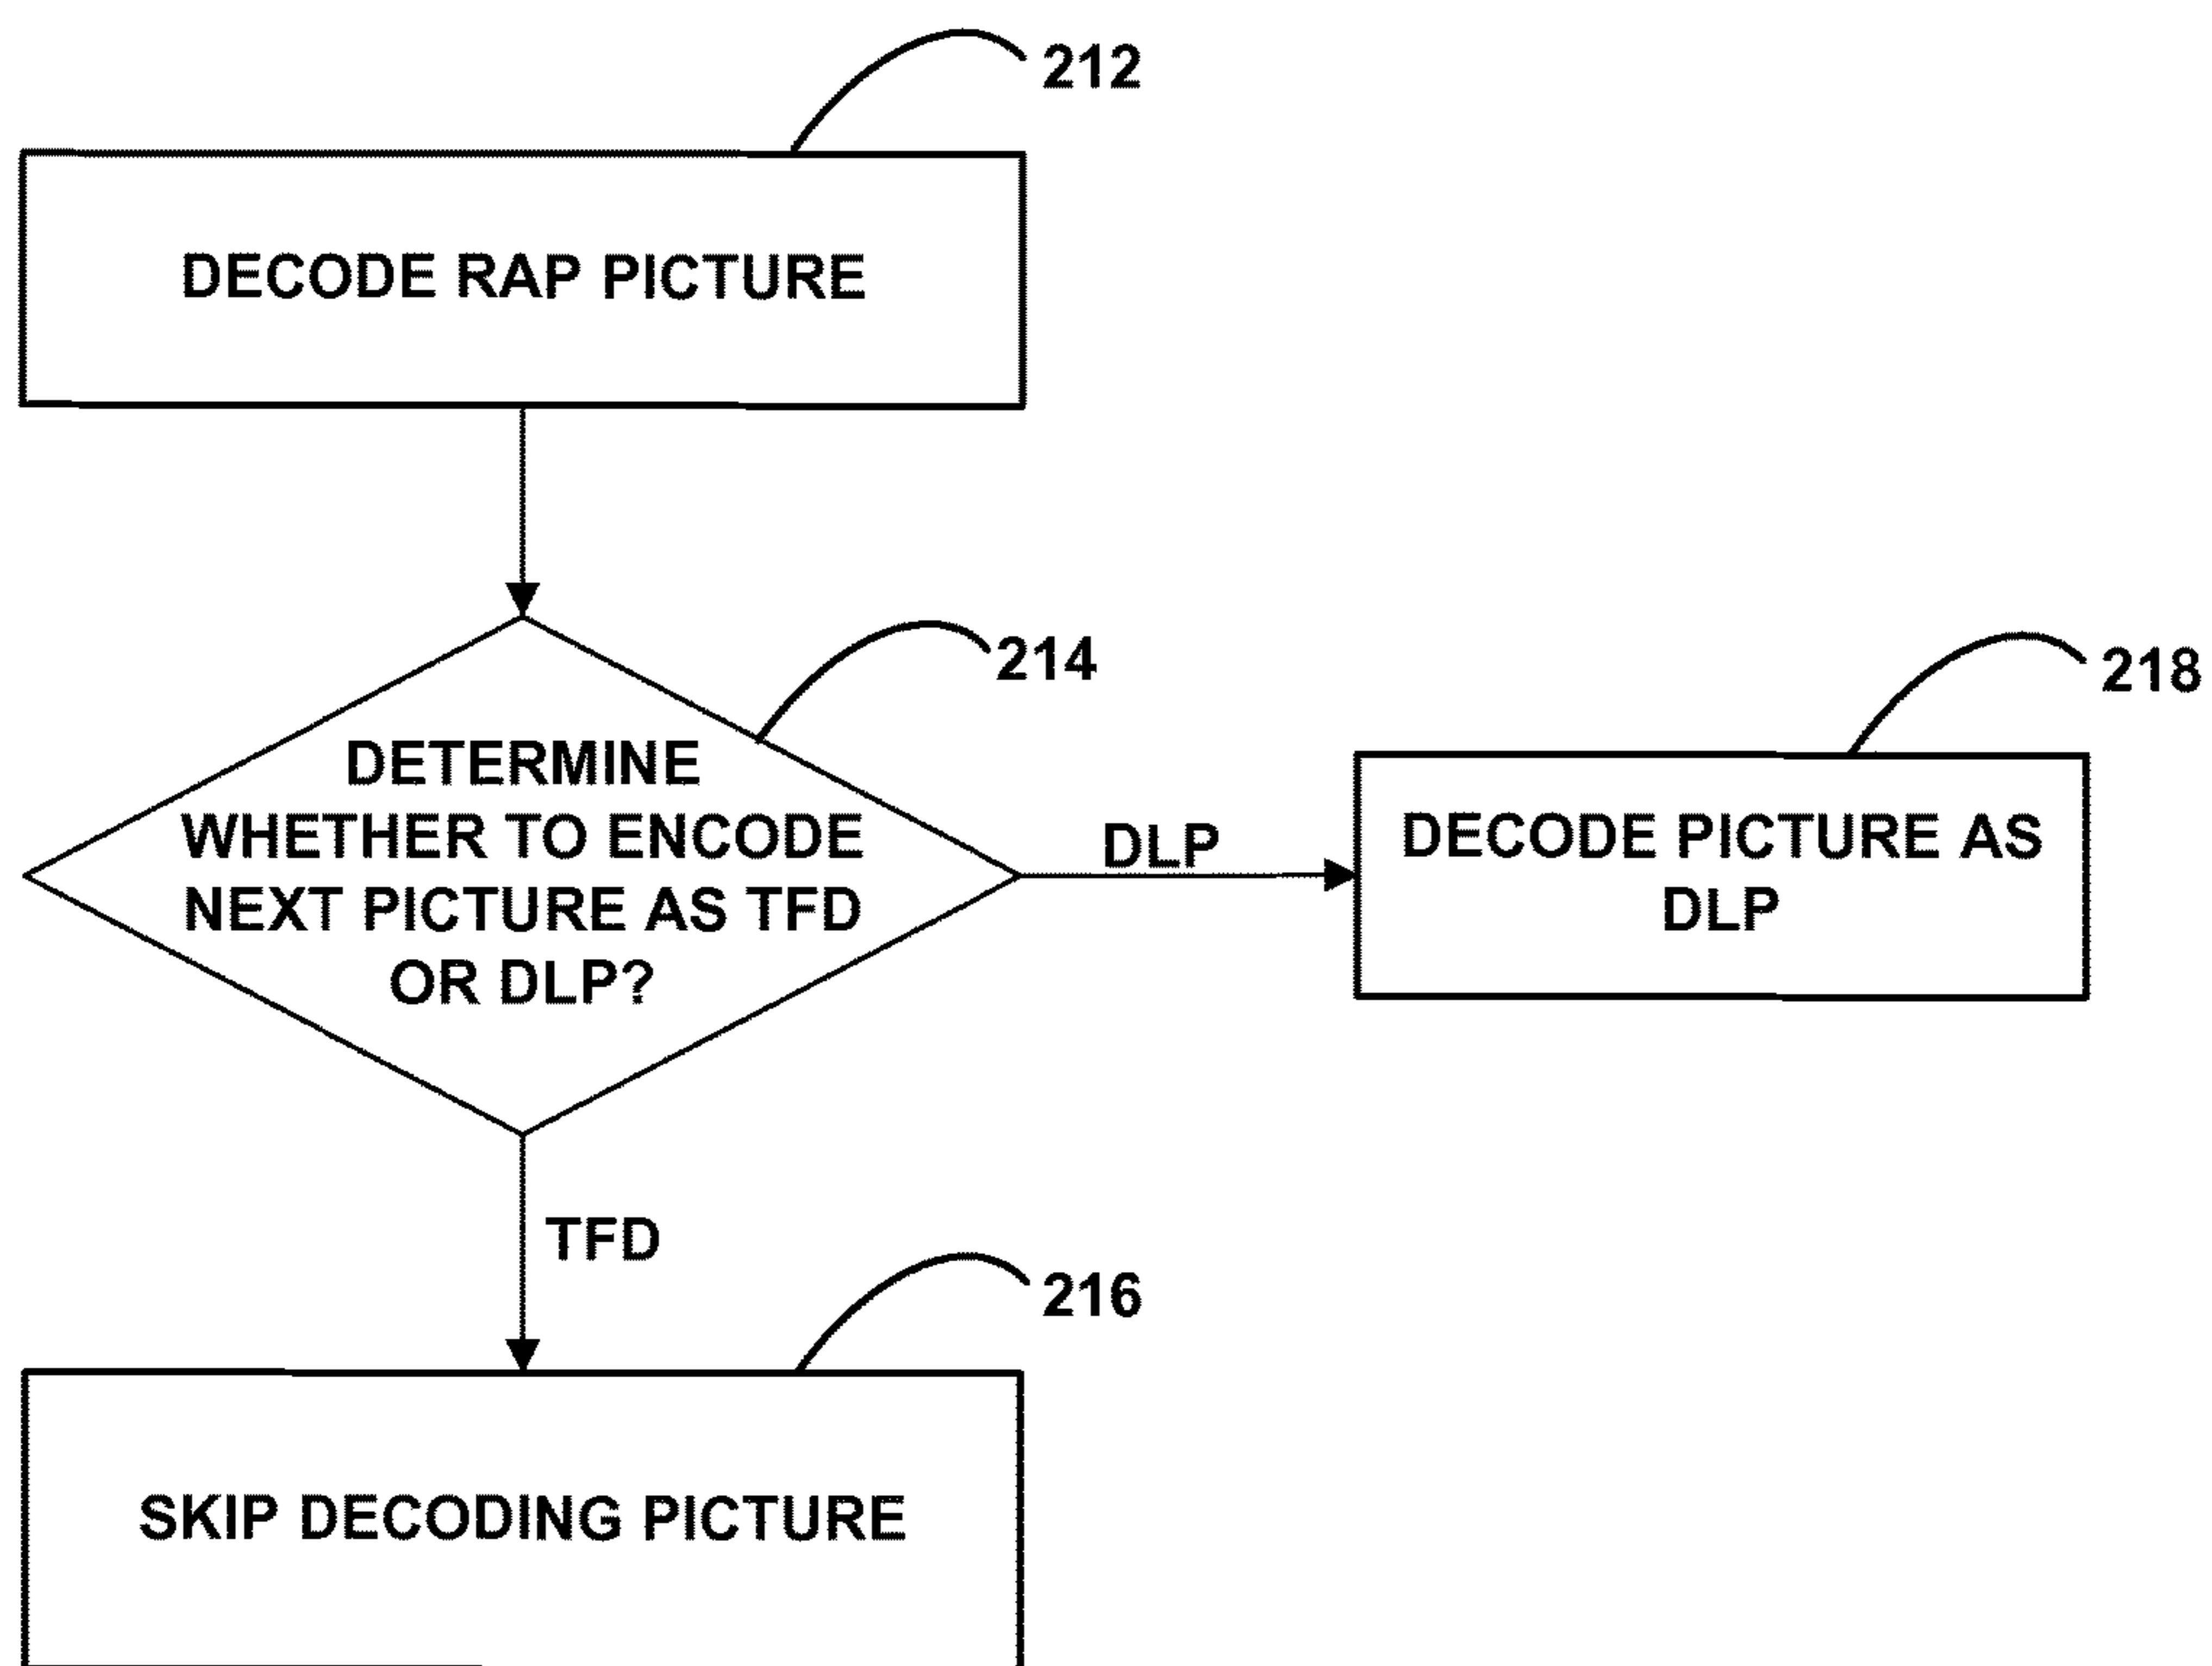 212
DECODE RAP PICTURE
214
DETERMINE
WHETHER TO ENCODE
NEXT PICTURE AS TFD
OR DLP?
DLP
218
DECODE PICTURE AS
DLP
TFD
216
SKIP DECODING PICTURE